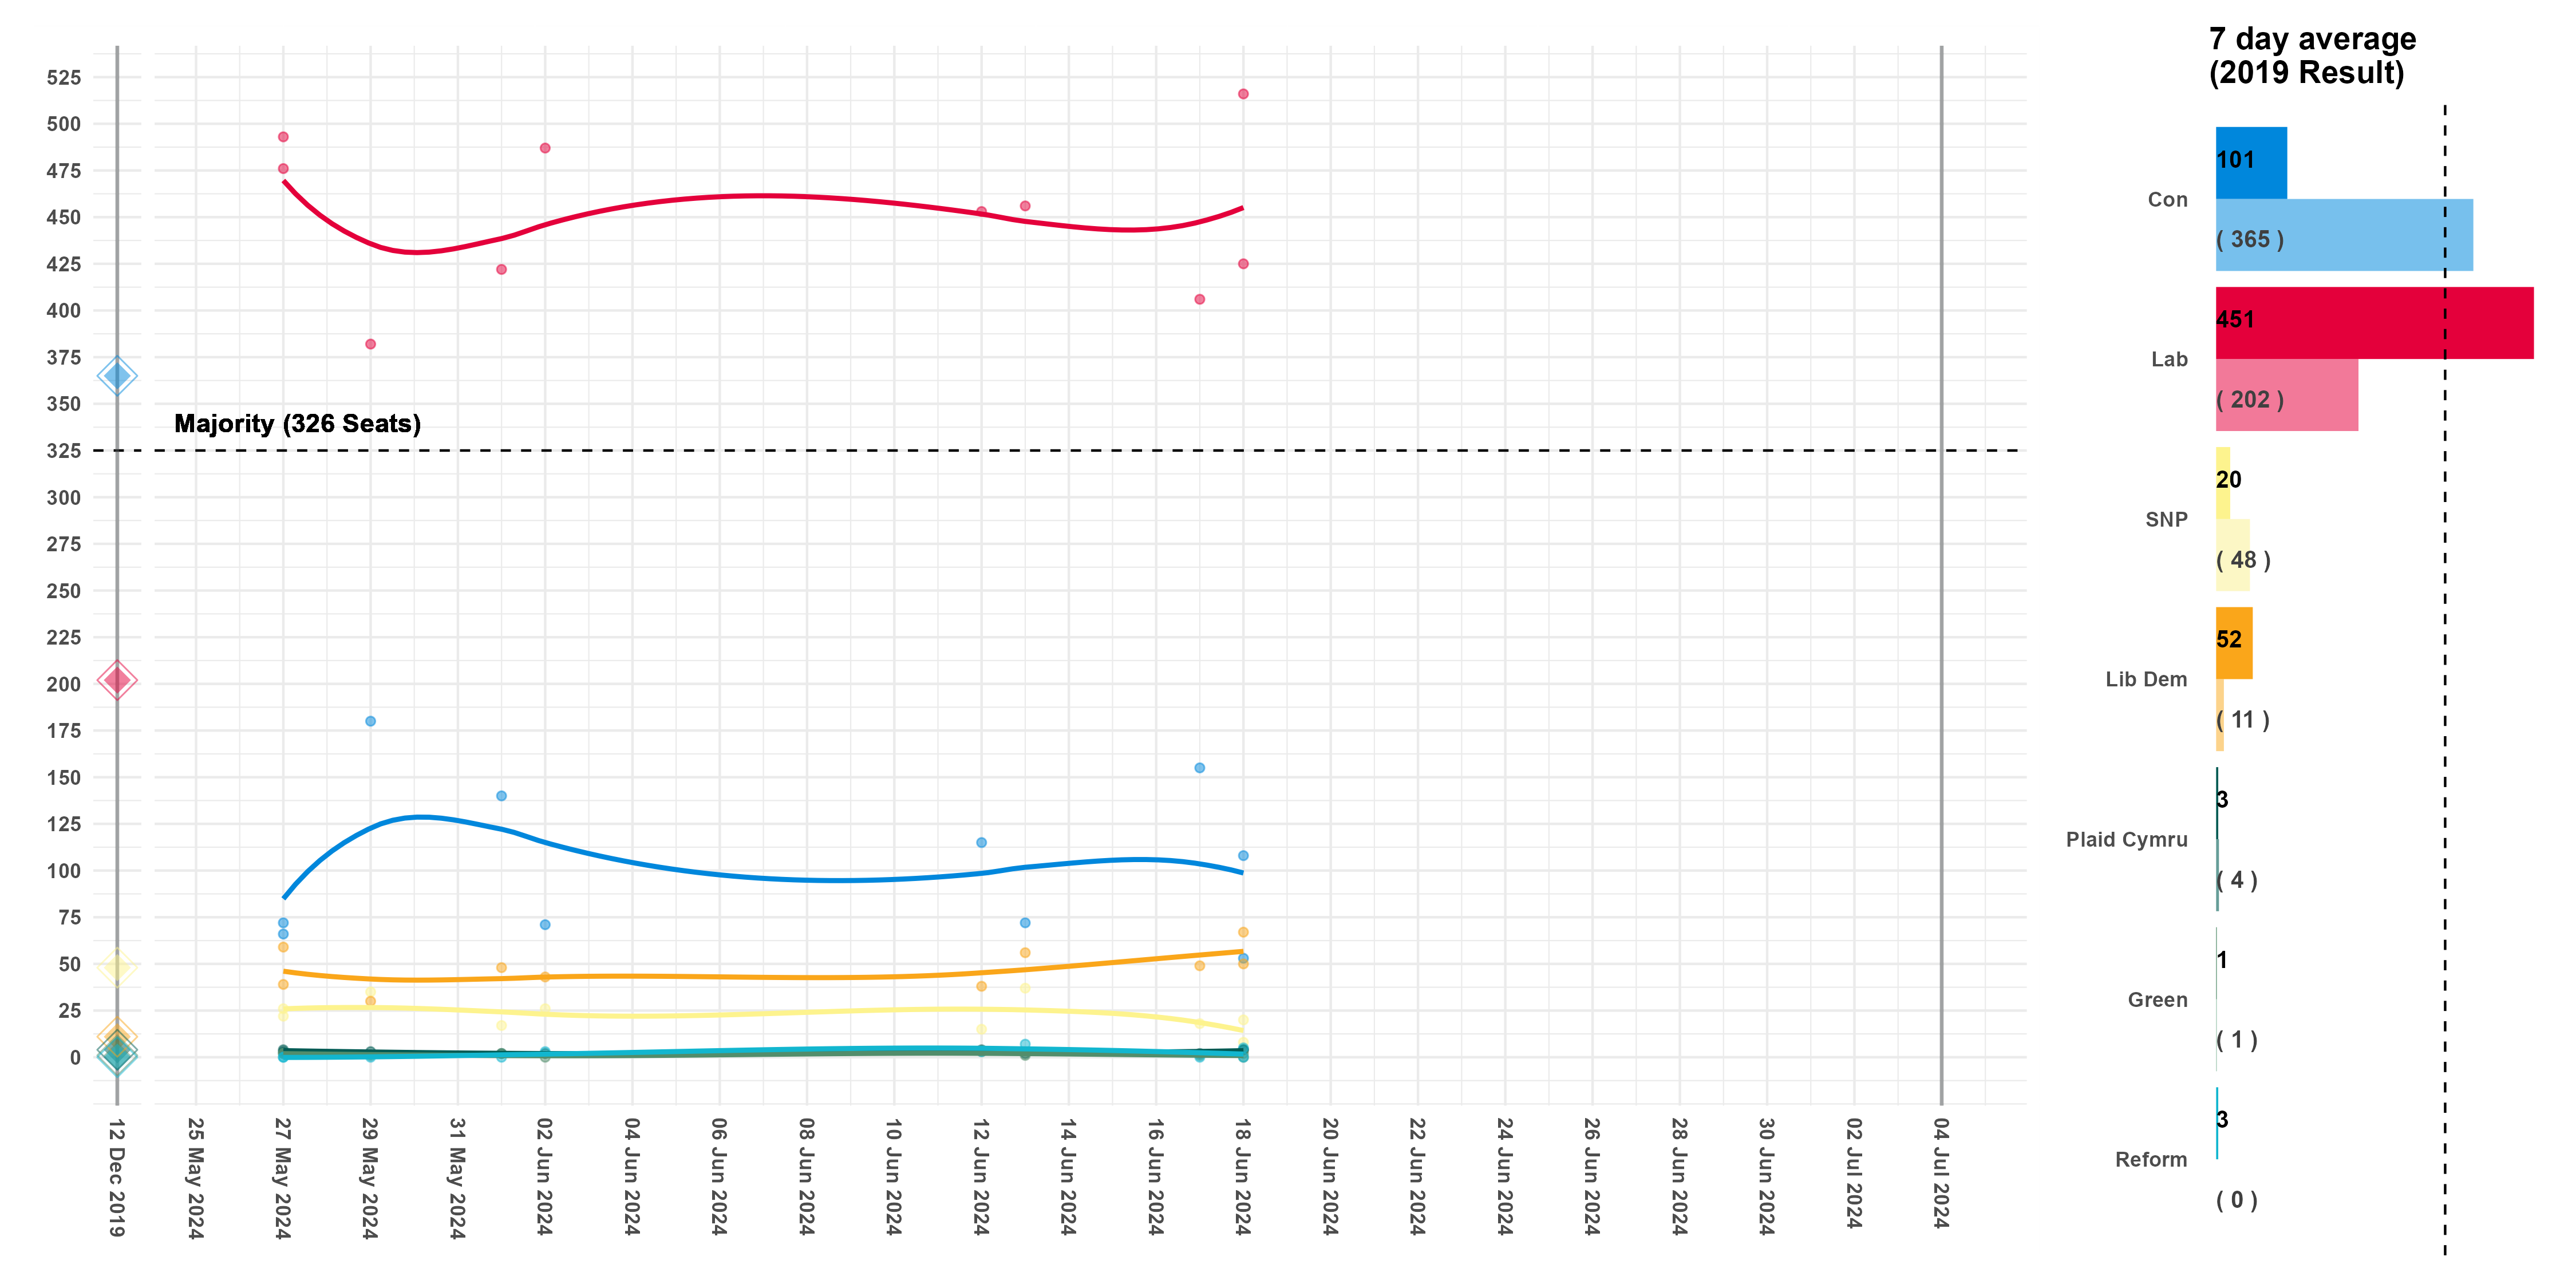 7 day average
(2019 Result)
525
500
475
450
425
400
375
350
325
300
275
250
225
200
175
150
125
100
75
50
25
0
Majority (326 Seats)
12 Dec 2019
25 May 2024
27 May 2024
29 May 2024
31 May 2024
02 Jun 2024
04 Jun 2024
06 Jun 2024
08 Jun 2024
10 Jun 2024
12 Jun 2024
14 Jun 2024
16 Jun 2024
18 Jun 2024
20 Jun 2024
22 Jun 2024
24 Jun 2024
26 Jun 2024
28 Jun 2024
30 Jun 2024
02 Jul 2024
04 Jul 2024
Con
101
( 365 )
Lab
451
( 202 )
SNP
20
( 48 )
Lib Dem
52
( 11 )
Plaid Cymru
3
( 4 )
Green
1
( 1 )
Reform
3
( 0 )